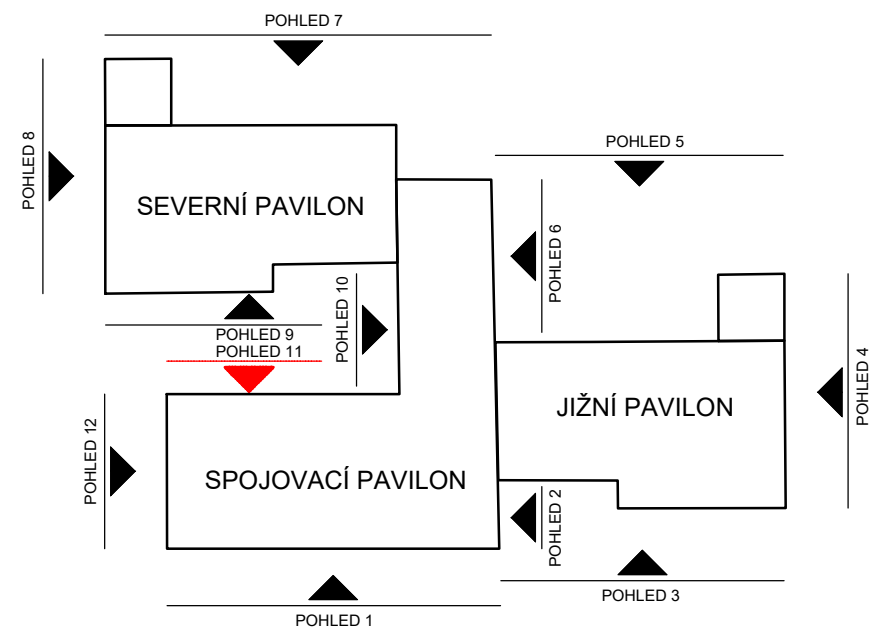 POHLED 7
POHLED 8
POHLED 5
SEVERNÍ PAVILON
POHLED 6
POHLED 10
POHLED 9
POHLED 11
POHLED 4
JIŽNÍ PAVILON
POHLED 12
SPOJOVACÍ PAVILON
POHLED 2
POHLED 3
POHLED 1